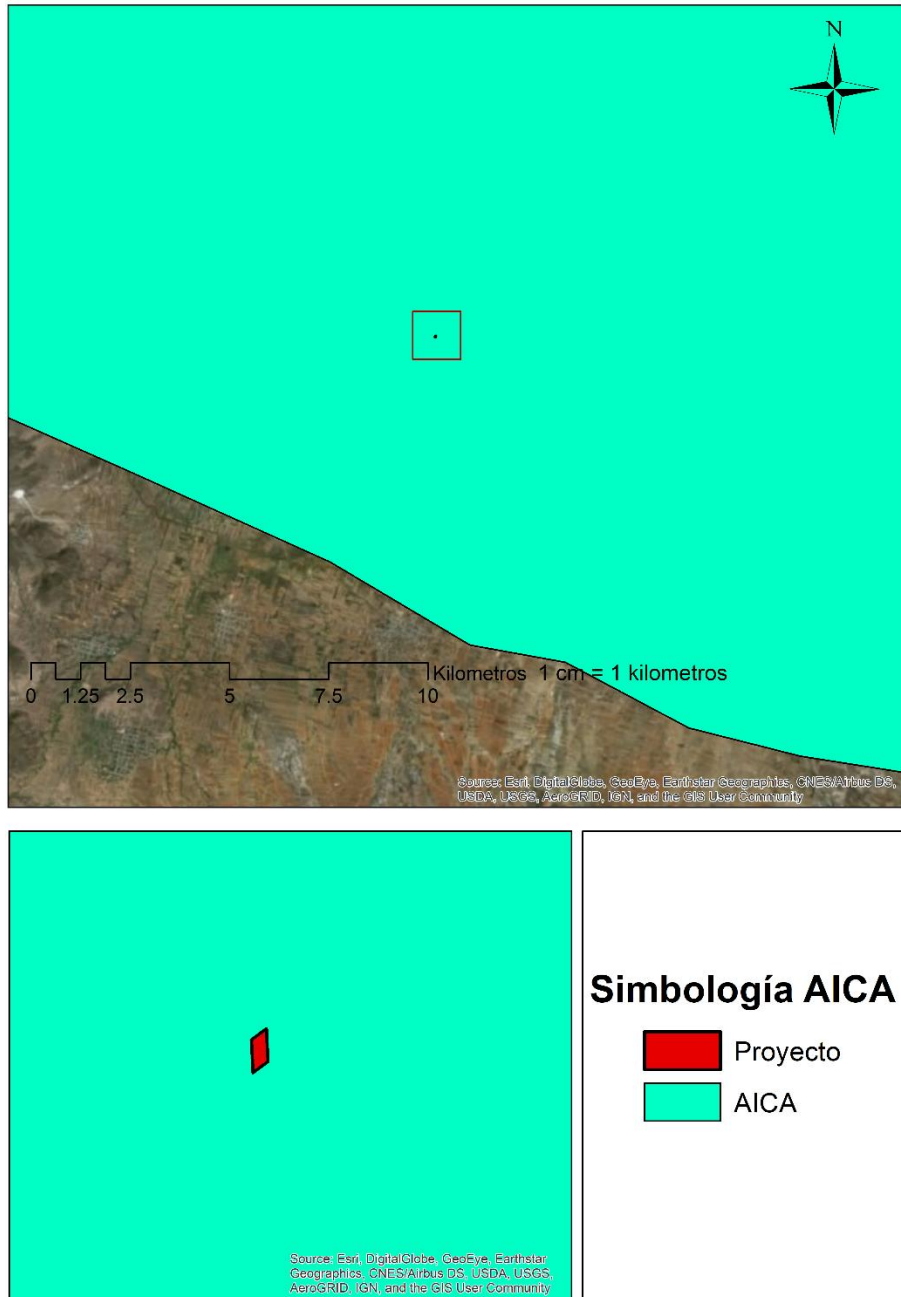 N
Kilometros 1 cm = 1 kilometros
0 1.25 2.5 5 7.5 10
Source: Esri, DigitalGlobe, GeoEye, Earthstar Geographics, CNES/Airbus DS,
USDA, USGS, AeroGRID, IGN, and the GIS User Community
Simbología AICA
Proyecto
AICA
Source: Esri, DigitalGlobe, GeoEye, Earthstar
Geographics, CNES/Airbus DS, USDA, USGS,
AeroGRID, IGN, and the GIS User Community